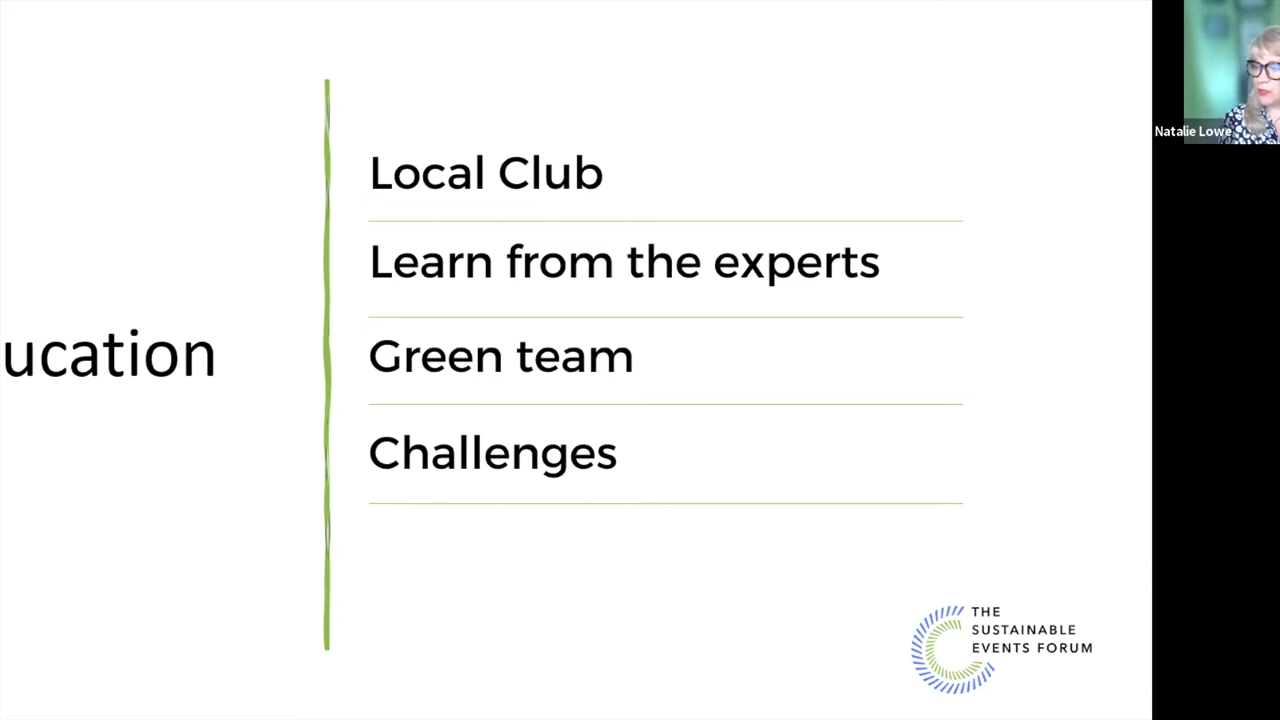 ucation
Local Club
Learn from the experts
Green team
Challenges
THE
SUSTAINABLE
EVENTS FORUM
Natalie Lowe